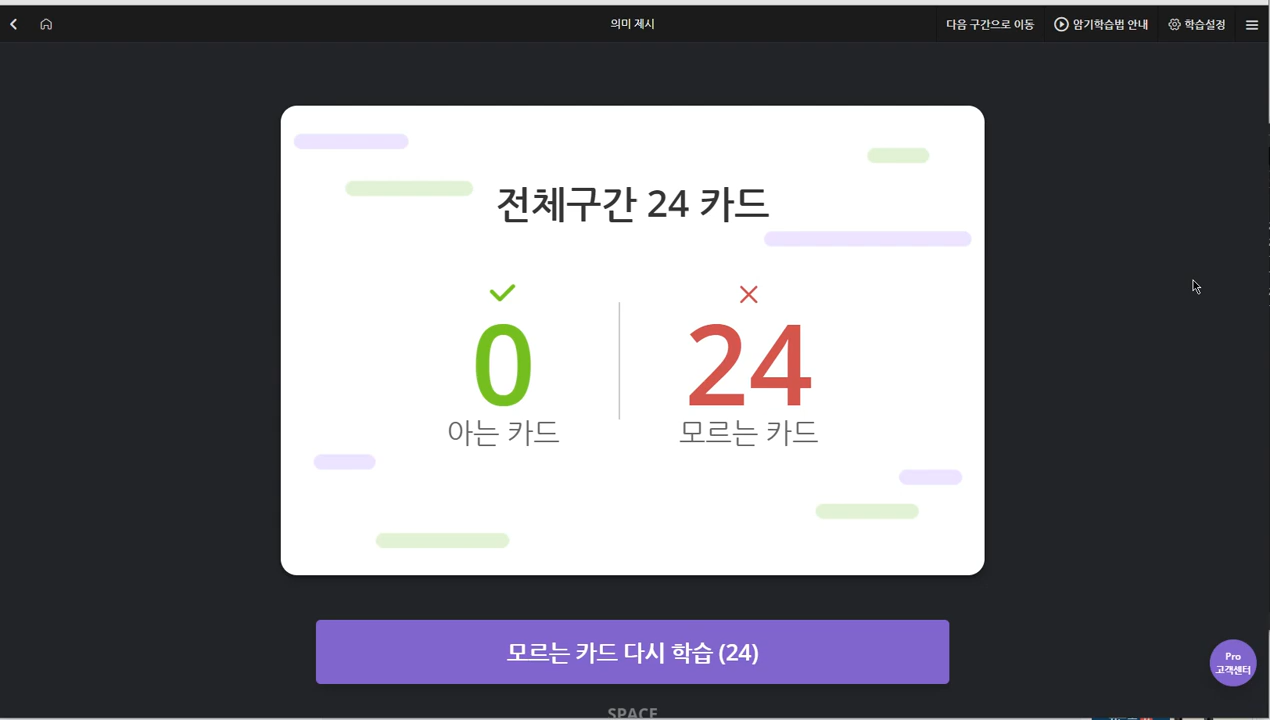 의미 제시
다음 구간으로 이동
암기학습법 안내
학습설정
전체구간 24 카드
0
아는 카드
24
모르는 카드
모르는 카드 다시 학습 (24)
Pro
고객센터
SPACE